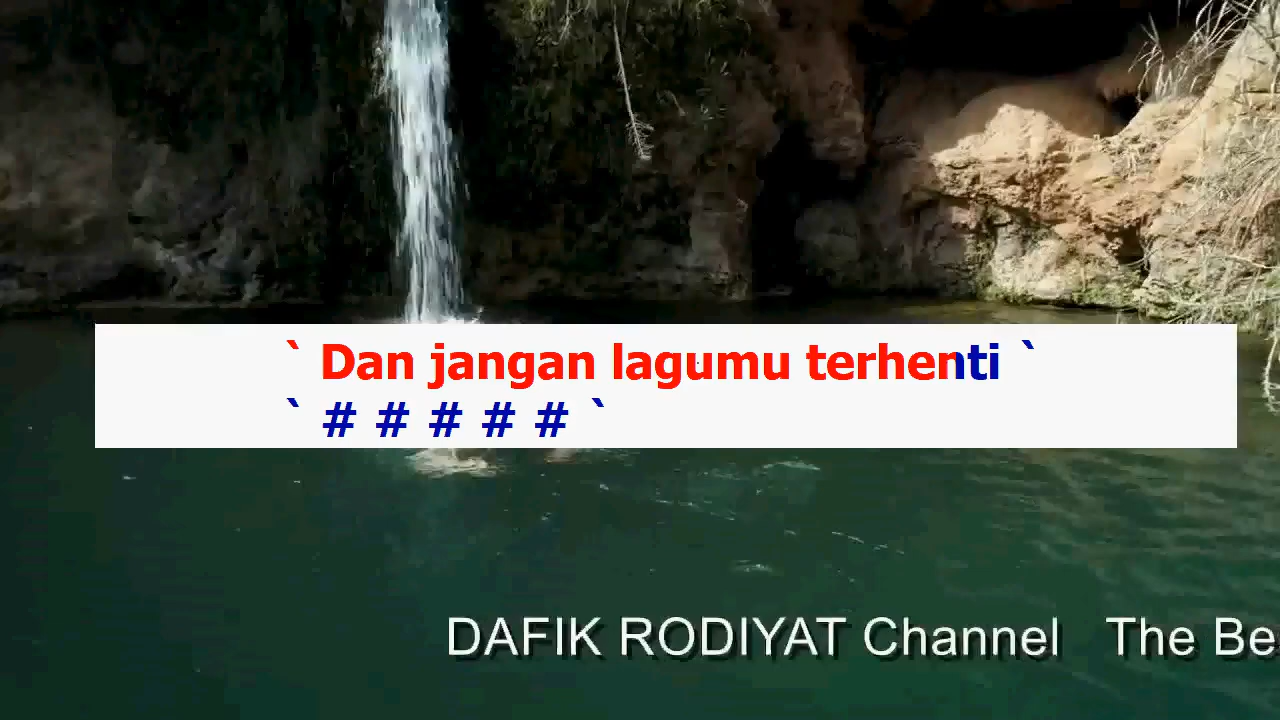 ` Dan jangan lagumu terhenti `
` # # # # # `
DAFIK RODIYAT Channel The Be